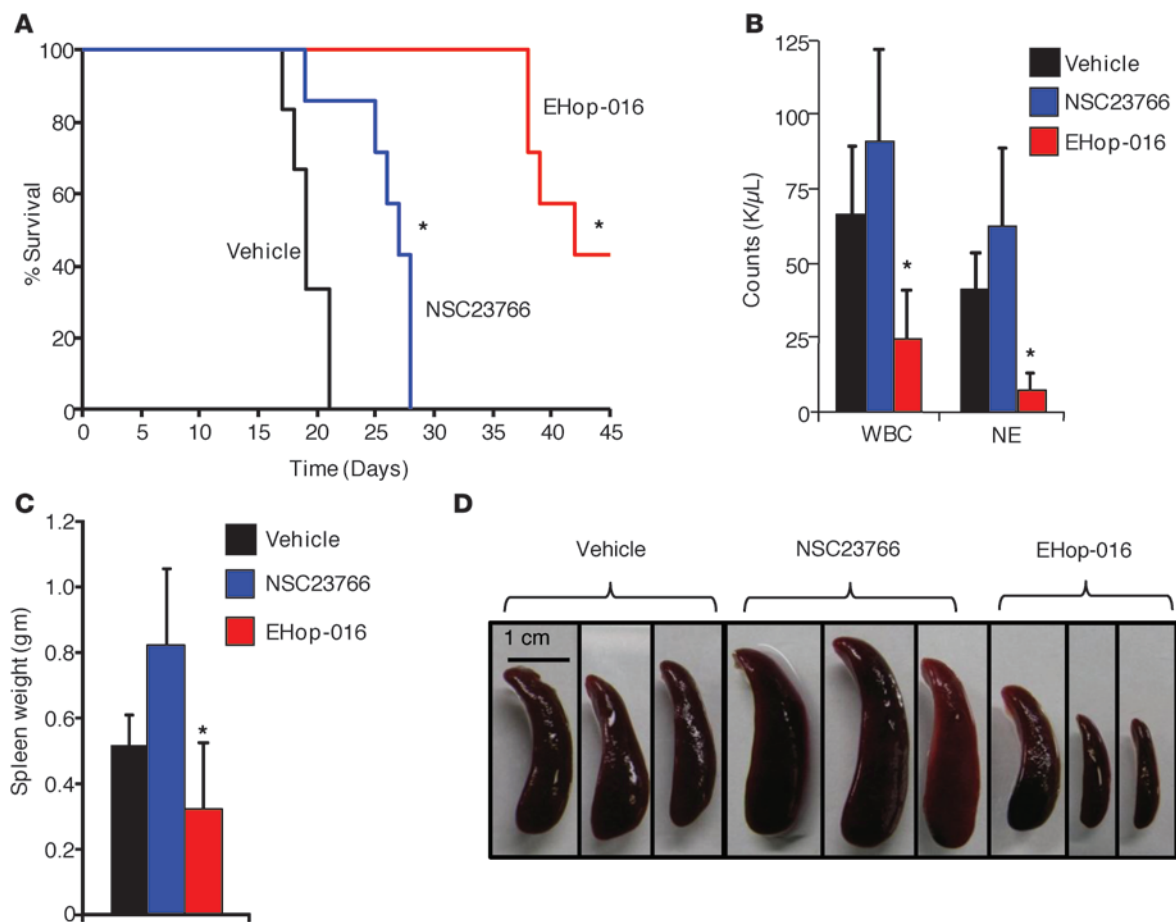 A
% Survival
100
80
60
40
20
0
0 5 10 15 20 25 30 35 40 45
Time (Days)
Vehicle
*
NSC23766
EHop-016
*
B
Counts (K/µL)
125
100
75
50
25
0
*
*
WBC NE
Vehicle
NSC23766
EHop-016
C
Spleen weight (gm)
1.2
1.0
0.8
0.6
0.4
0.2
0
*
Vehicle
NSC23766
EHop-016
D
Vehicle NSC23766 EHop-016
1 cm